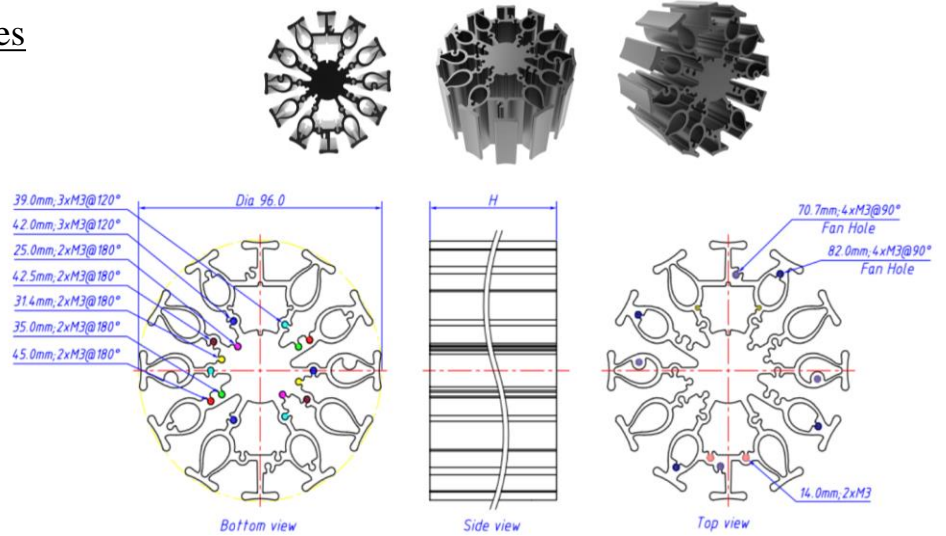 es
39.0mm;3xM3@120°
42.0mm;3xM3@120°
25.0mm;2xM3@180°
42.5mm;2xM3@180°
31.4mm;2xM3@180°
35.0mm;2xM3@180°
45.0mm;2xM3@180°
Dia 96.0
H
70.7mm;4xM3@90°
Fan Hole
82.0mm;4xM3@90°
Fan Hole
14.0mm;2xM3
Bottom view
Side view
Top view